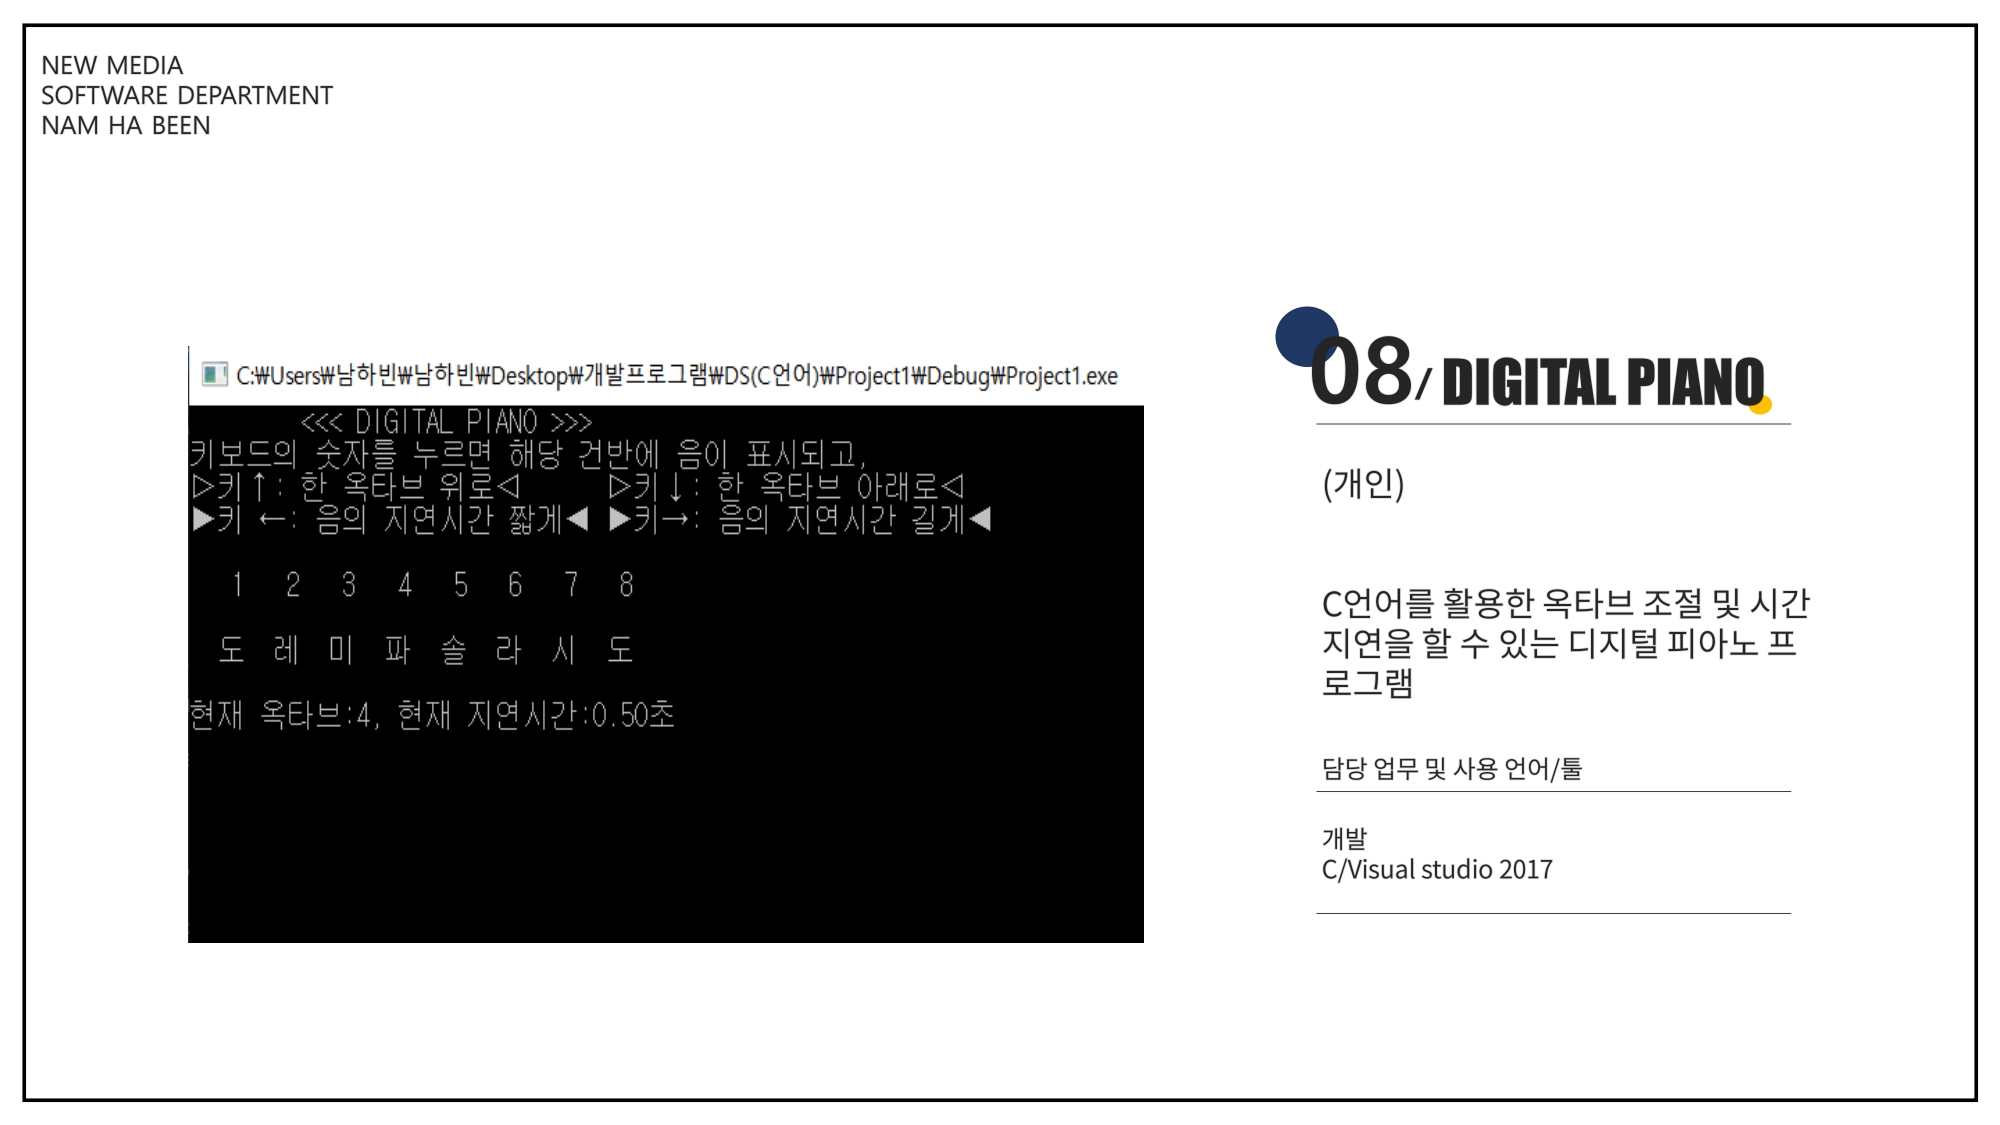 NEW MEDIA
SOFTWARE DEPARTMENT
NAM HA BEEN
C:₩Users₩남하빈₩남하빈₩Desktop₩개발프로그램₩DS(C언어)₩Project1₩Debug₩Project1.exe
<<< DIGITAL PIANO >>>
키보드의 숫자를 누르면 해당 건반에 음이 표시되고,
▷키↑: 한 옥타브 위로◁ ▷키↓: 한 옥타브 아래로◁
▶키 ←: 음의 지연시간 짧게◀ ▶키→: 음의 지연시간 길게◀
1 2 3 4 5 6 7 8
도 레 미 파 솔 라 시 도
현재 옥타브:4, 현재 지연시간:0.50초
08/ DIGITAL PIANO
(개인)
C언어를 활용한 옥타브 조절 및 시간
지연을 할 수 있는 디지털 피아노 프
로그램
담당 업무 및 사용 언어/툴
개발
C/Visual studio 2017